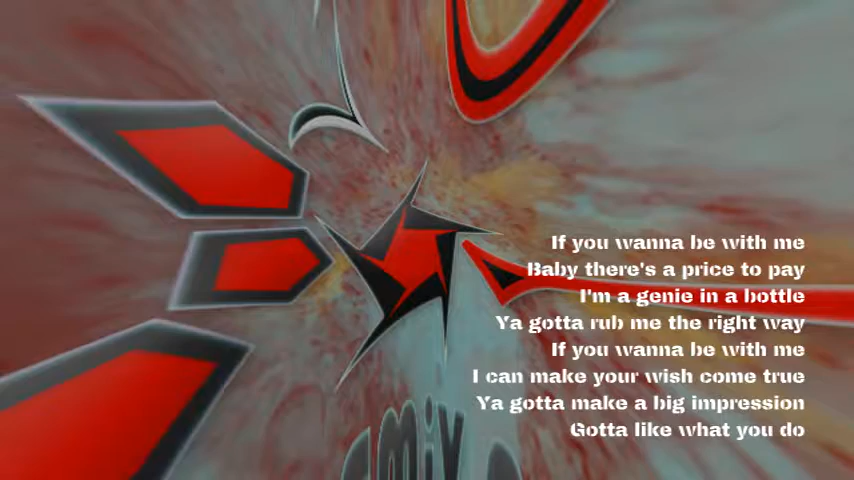 If you wanna be with me
Baby there's a price to pay
I'm a genie in a bottle
Ya gotta rub me the right way
If you wanna be with me
I can make your wish come true
Ya gotta make a big impression
Gotta like what you do